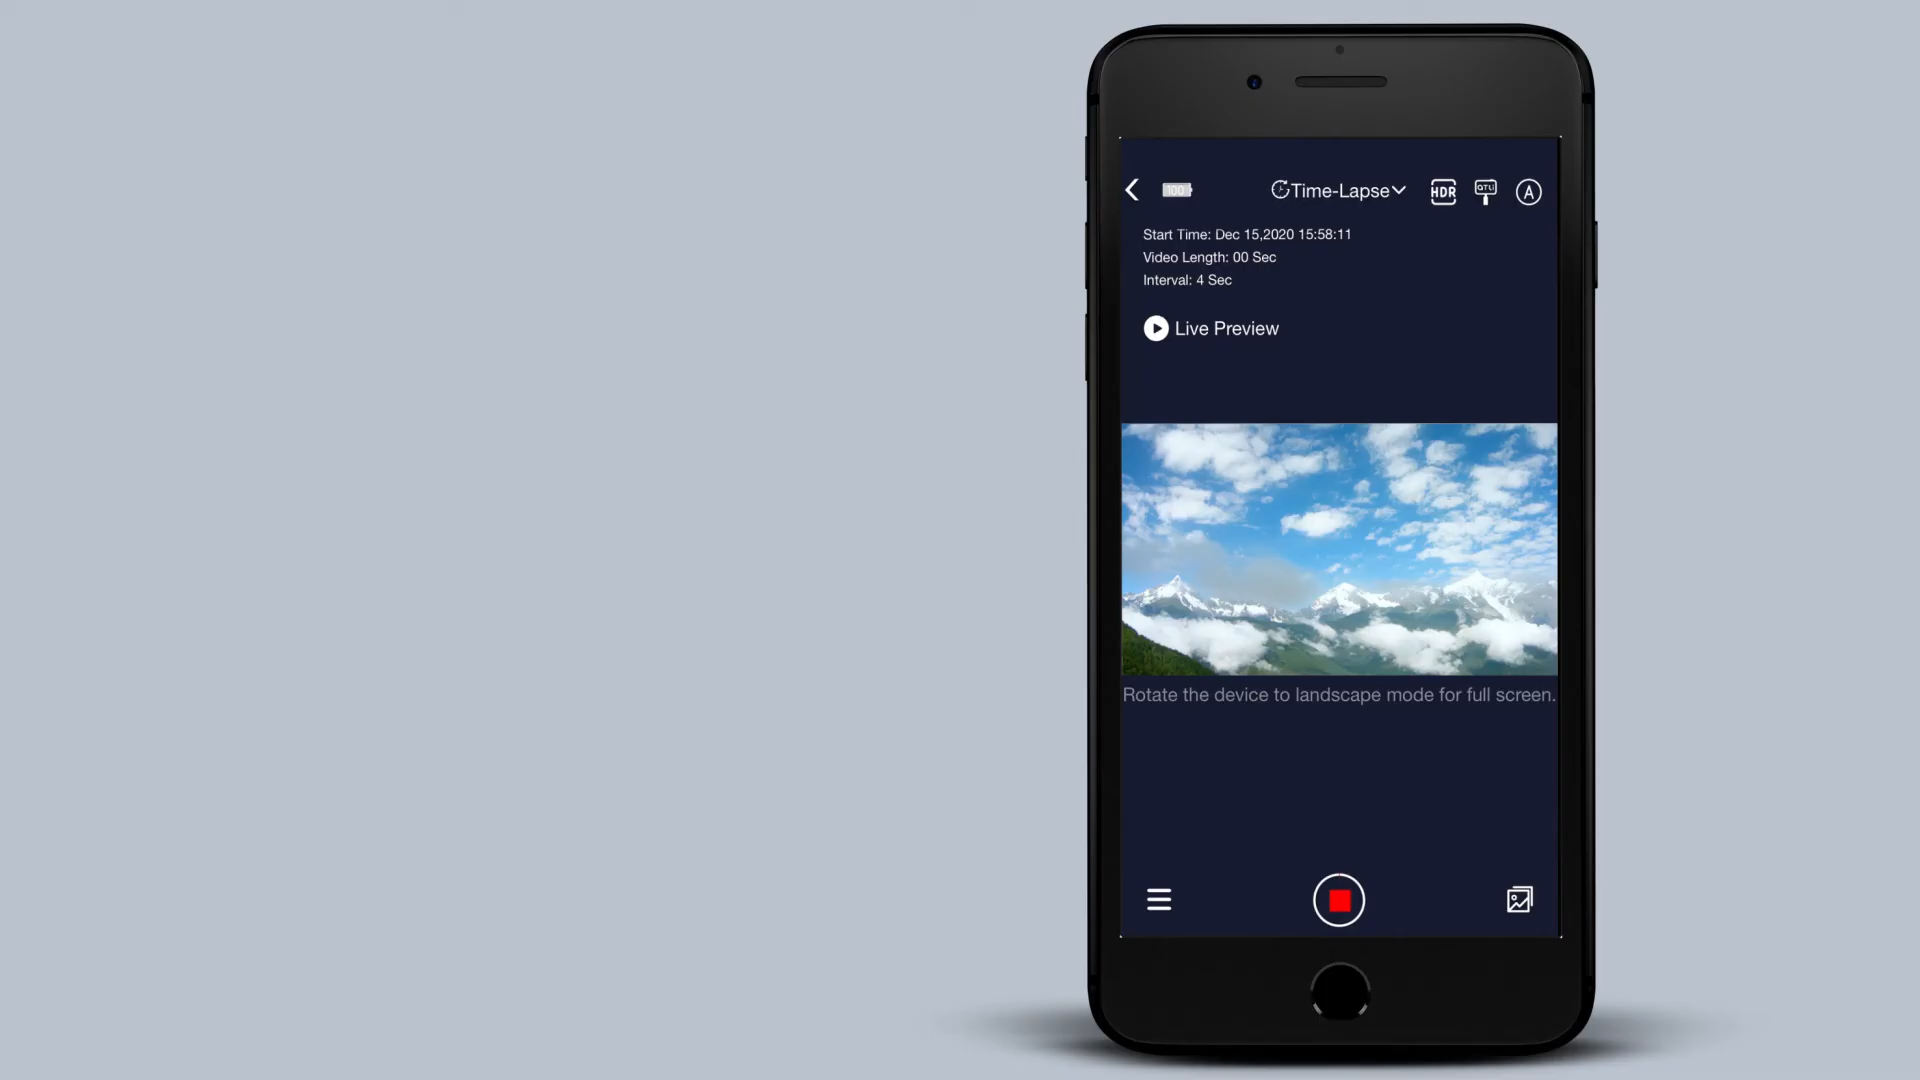 100
Time-Lapse
HDR
ATLI
A
Start Time: Dec 15,2020 15:58:11
Video Length: 00 Sec
Interval: 4 Sec
Live Preview
Rotate the device to landscape mode for full screen.